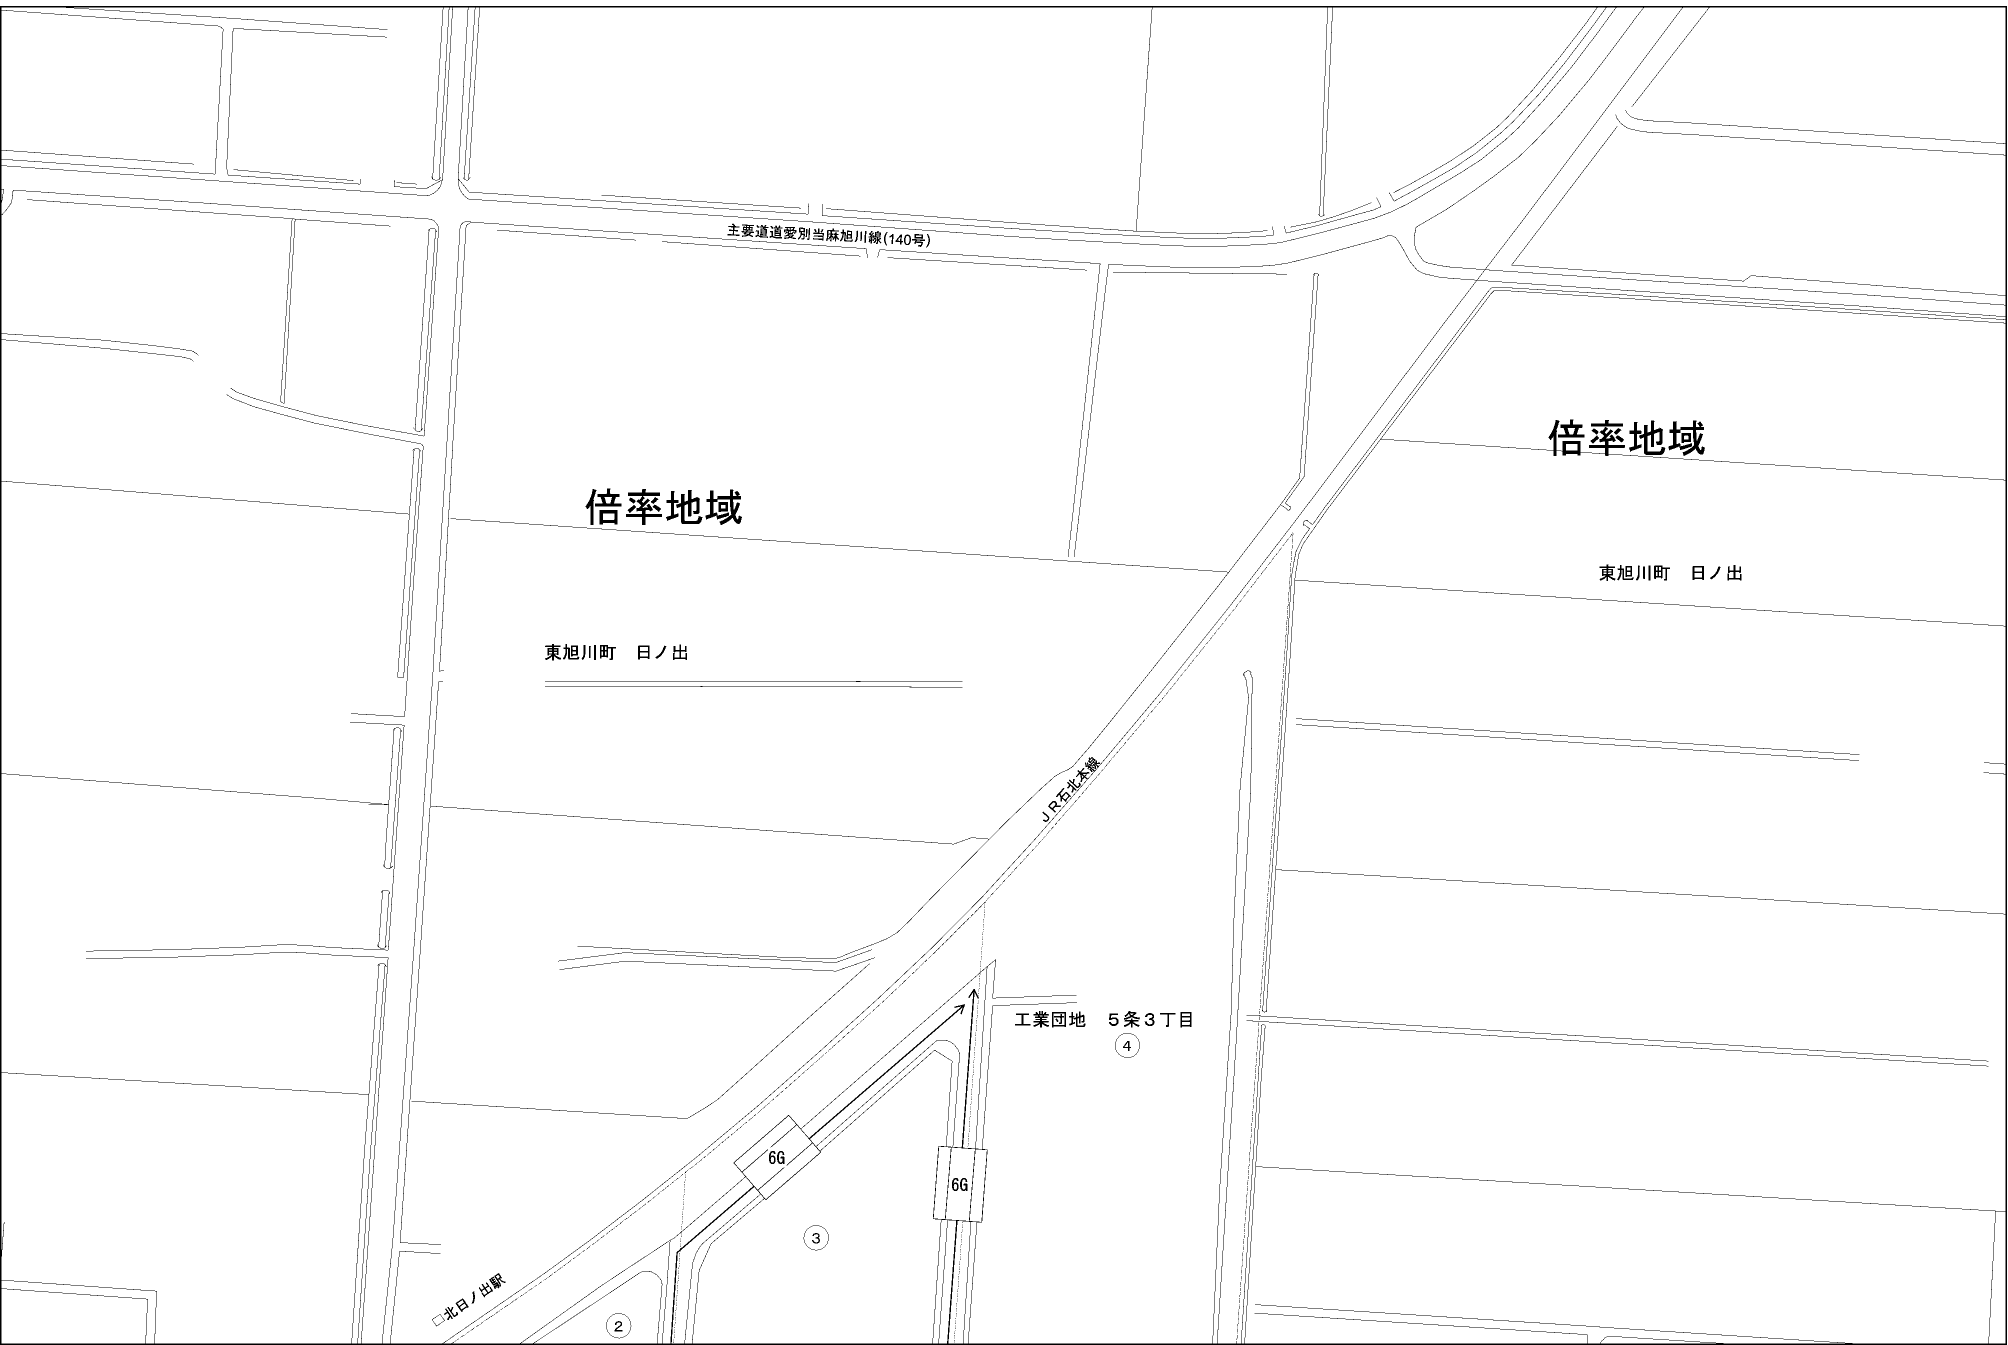 主要道道愛別当麻旭川線(140号)
倍率地域
倍率地域
東旭川町　日ノ出
東旭川町　日ノ出
ＪＲ石北本線
工業団地　５条３丁目
4
6G
6G
3
北日ノ出駅
2